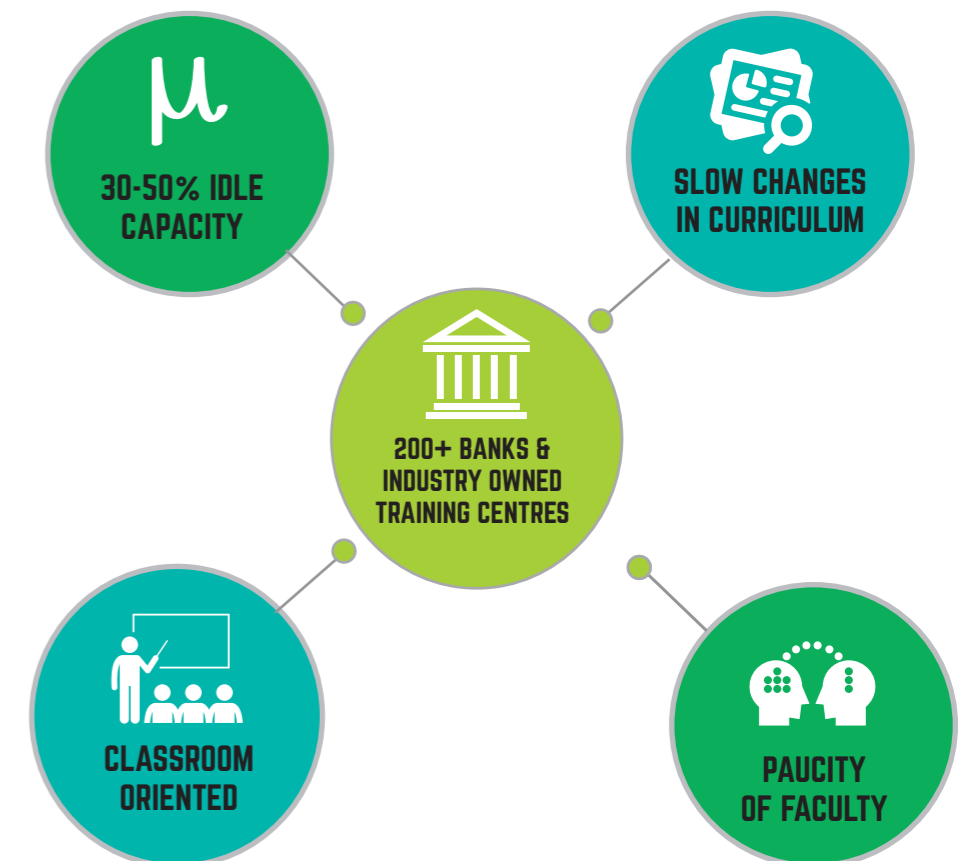 µ
30-50% IDLE
CAPACITY
SLOW CHANGES
IN CURRICULUM
200+ BANKS &
INDUSTRY OWNED
TRAINING CENTRES
CLASSROOM
ORIENTED
PAUCITY
OF FACULTY